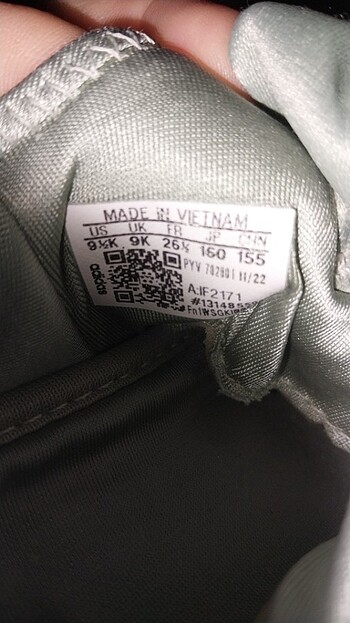 MADE IN VIETNAM
US UK FR JP CHN
9½K 9K 26½ 160 155
adidas
PYV 702601 11/22
A:IF2171